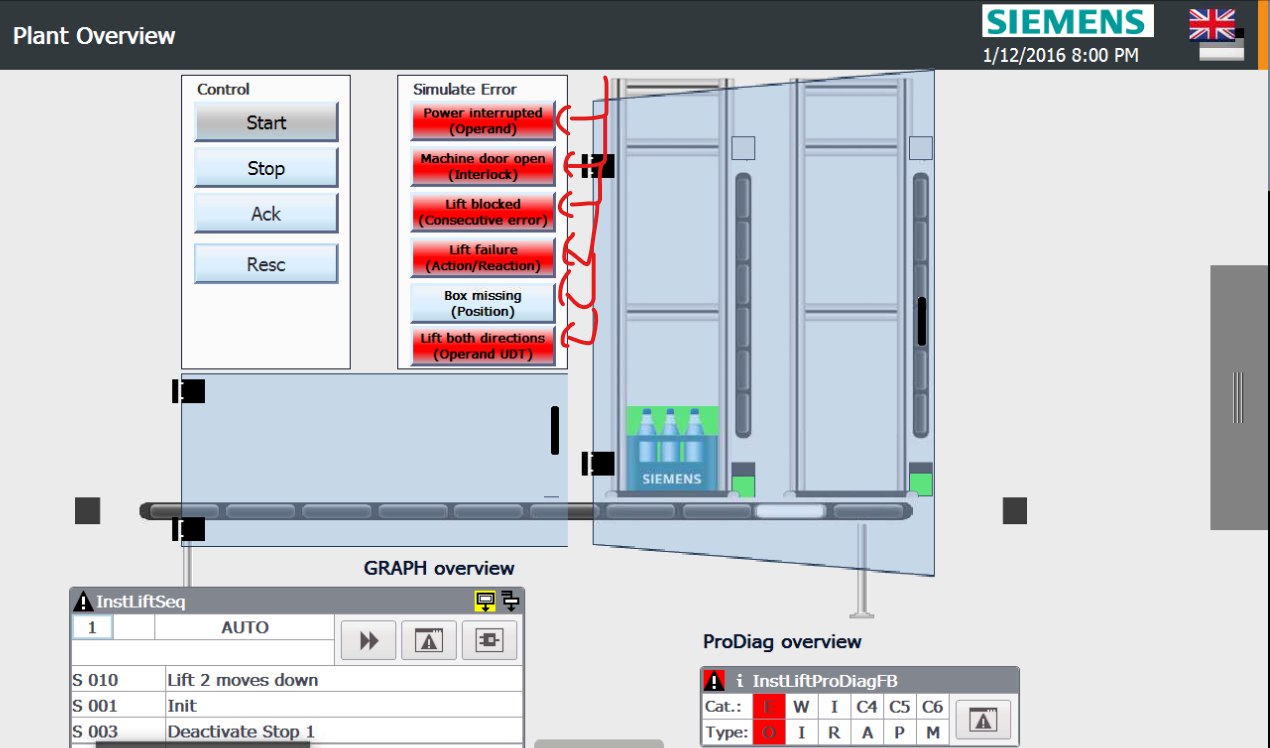 Plant Overview
SIEMENS
1/12/2016 8:00 PM
Control
Start
Stop
Ack
Resc
Simulate Error
Power interrupted
(Operand)
Machine door open
(Interlock)
Lift blocked
(Consecutive error)
Lift failure
(Action/Reaction)
Box missing
(Position)
Lift both directions
(Operand UDT)
SIEMENS
GRAPH overview
InstLiftSeq
1 AUTO
S 010 Lift 2 moves down
S 001 Init
S 003 Deactivate Stop 1
ProDiag overview
i InstLiftProDiagFB
Cat.: E W I C4 C5 C6
Type: O I R A P M